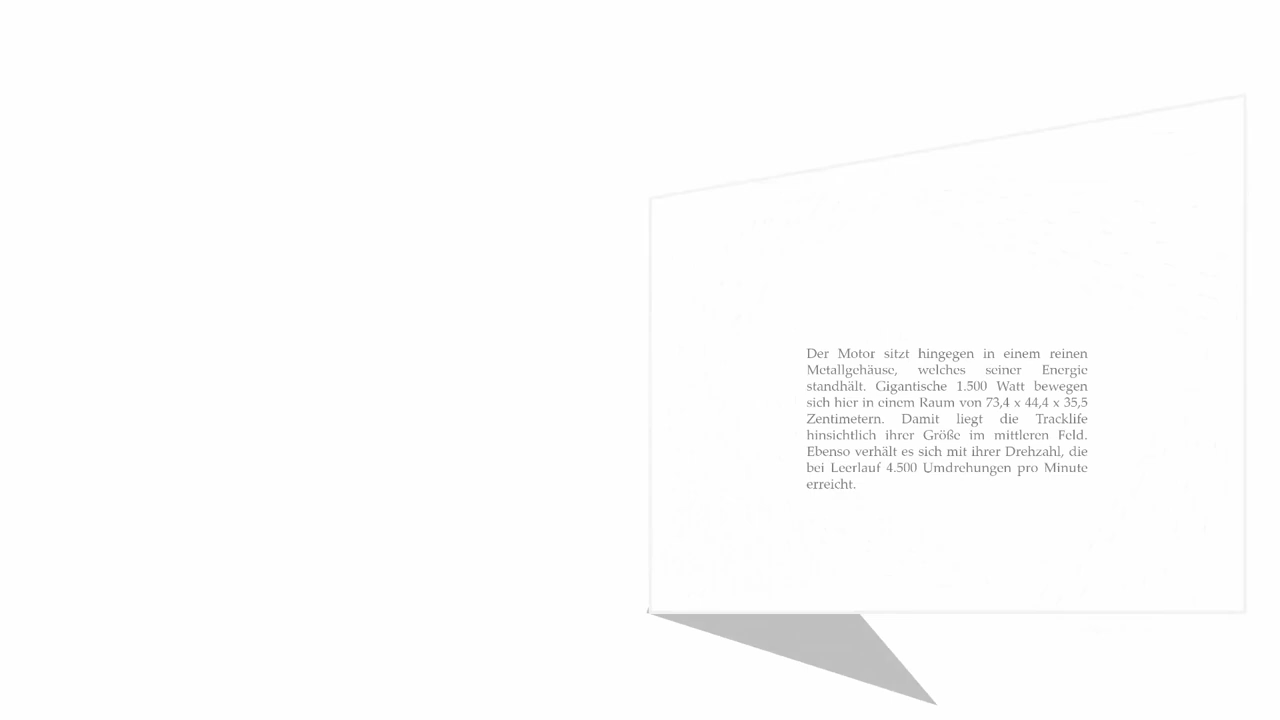 Der Motor sitzt hingegen in einem reinen
Metallgehäuse, welches seiner Energie
standhält. Gigantische 1.500 Watt bewegen
sich hier in einem Raum von 73,4 x 44,4 x 35,5
Zentimetern. Damit liegt die Tracklife
hinsichtlich ihrer Größe im mittleren Feld.
Ebenso verhält es sich mit ihrer Drehzahl, die
bei Leerlauf 4.500 Umdrehungen pro Minute
erreicht.